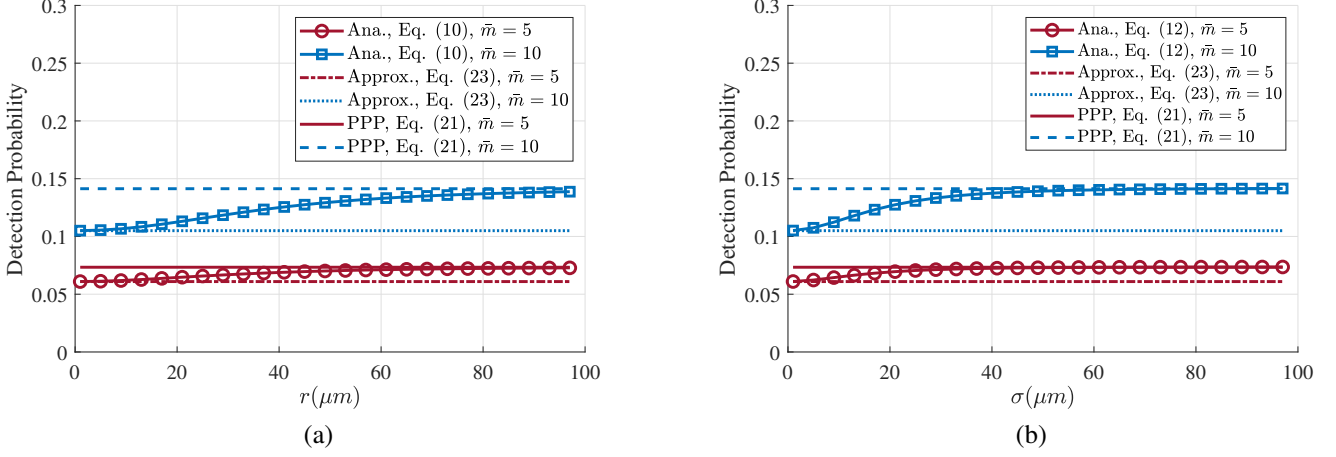 0.3
0.25
0.2
0.15
0.1
0.05
0
Detection Probability
Ana., Eq. (10), m̄ = 5
Ana., Eq. (10), m̄ = 10
Approx., Eq. (23), m̄ = 5
Approx., Eq. (23), m̄ = 10
PPP, Eq. (21), m̄ = 5
PPP, Eq. (21), m̄ = 10
0 20 40 60 80 100
r(μm)
(a)
0.3
0.25
0.2
0.15
0.1
0.05
0
Detection Probability
Ana., Eq. (12), m̄ = 5
Ana., Eq. (12), m̄ = 10
Approx., Eq. (23), m̄ = 5
Approx., Eq. (23), m̄ = 10
PPP, Eq. (21), m̄ = 5
PPP, Eq. (21), m̄ = 10
0 20 40 60 80 100
σ(μm)
(b)